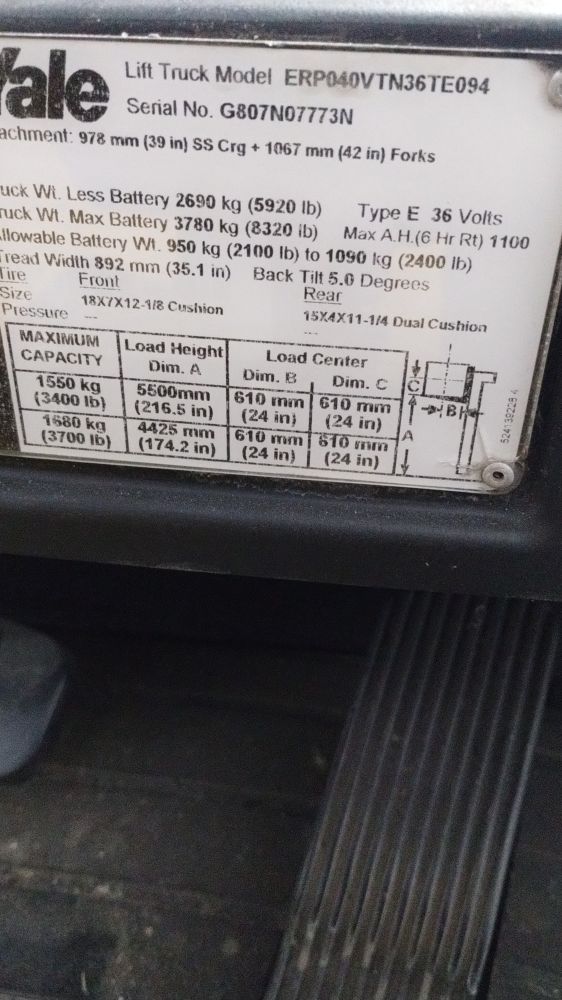 Yale
Lift Truck Model ERP040VTN36TE094
Serial No. G807N07773N
achment: 978 mm (39 in) SS Crg + 1067 mm (42 in) Forks
uck Wt. Less Battery 2690 kg (5920 lb) Type E 36 Volts
ruck Wt. Max Battery 3780 kg (8320 lb) Max A.H.(6 Hr Rt) 1100
llowable Battery Wt. 950 kg (2100 lb) to 1090 kg (2400 lb)
Tread Width 892 mm (35.1 in) Back Tilt 5.0 Degrees
Tire Front Rear
Size 18X7X12-1/8 Cushion 15X4X11-1/4 Dual Cushion
Pressure --- ---
MAXIMUM CAPACITY Load Height Dim. A Load Center Dim. B Dim. C
1550 kg (3400 lb) 5500mm (216.5 in) 610 mm (24 in) 610 mm (24 in)
1680 kg (3700 lb) 4425 mm (174.2 in) 610 mm (24 in) 610 mm (24 in)
C
B
A